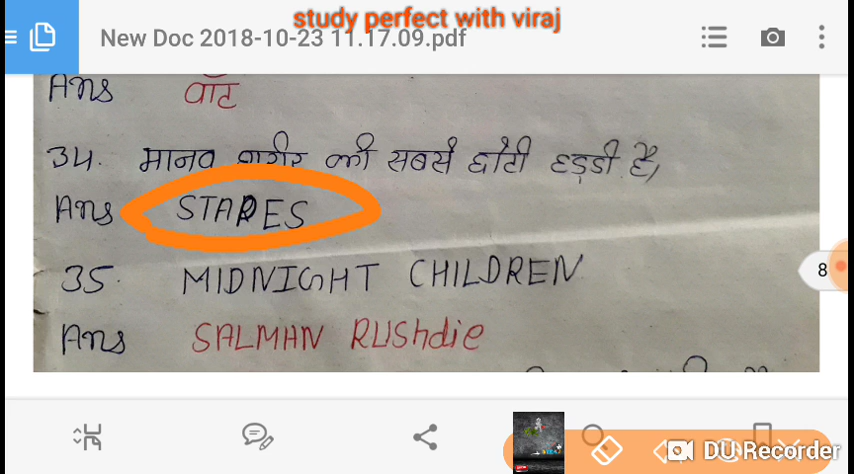 study perfect with viraj
New Doc 2018-10-23 11.17.09.pdf
Ans वॉट
34. मानव शरीर की सबसे छोटी हड्डी है,
Ans STAPES
35. MIDNIGHT CHILDREN
8
Ans SALMAN RUShdie
DU Recorder